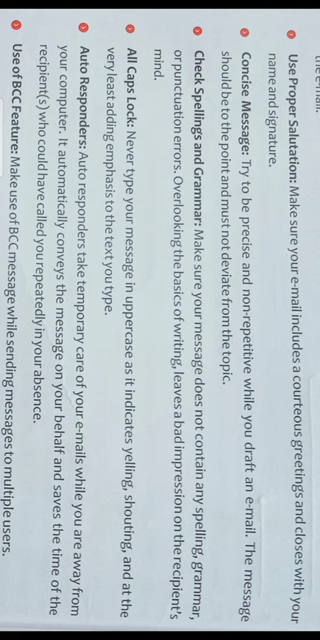 the e-mail.
Use Proper Salutation: Make sure your e-mail includes a courteous greetings and closes with your
name and signature.
Concise Message: Try to be precise and non-repetitive while you draft an e-mail. The message
should be to the point and must not deviate from the topic.
Check Spellings and Grammar: Make sure your message does not contain any spelling, grammar,
or punctuation errors. Overlooking the basics of writing, leaves a bad impression on the recipient's
mind.
All Caps Lock: Never type your message in uppercase as it indicates yelling, shouting, and at the
very least adding emphasis to the text you type.
Auto Responders: Auto responders take temporary care of your e-mails while you are away from
your computer. It automatically conveys the message on your behalf and saves the time of the
recipient(s) who could have called you repeatedly in your absence.
Use of BCC Feature: Make use of BCC message while sending messages to multiple users.